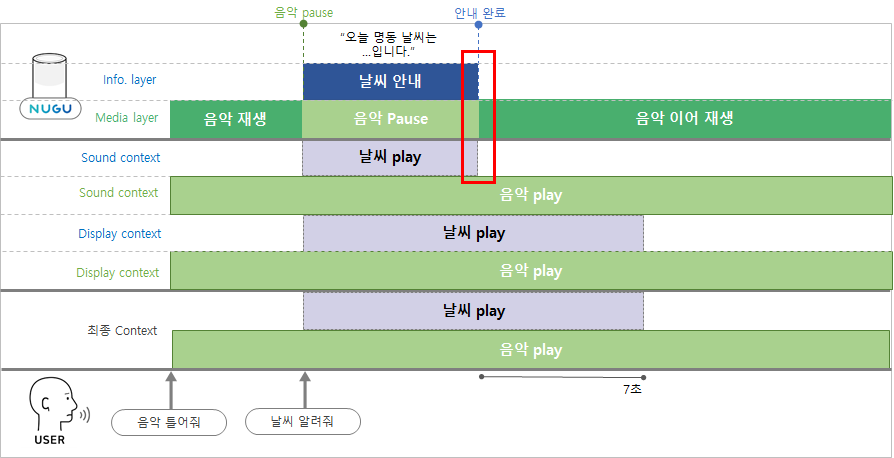 음악 pause
안내 완료
“오늘 명동 날씨는
...입니다.”
NUGU
Info. layer
날씨 안내
Media layer
음악 재생
음악 Pause
음악 이어 재생
Sound context
날씨 play
Sound context
음악 play
Display context
날씨 play
Display context
음악 play
최종 Context
날씨 play
음악 play
7초
USER
음악 틀어줘
날씨 알려줘